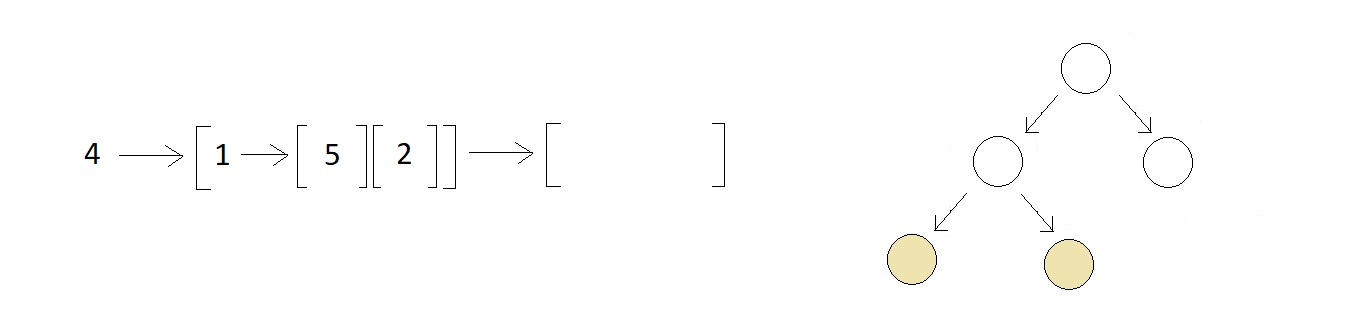 4 → [1 → [ 5 ][ 2 ]] → [ ]